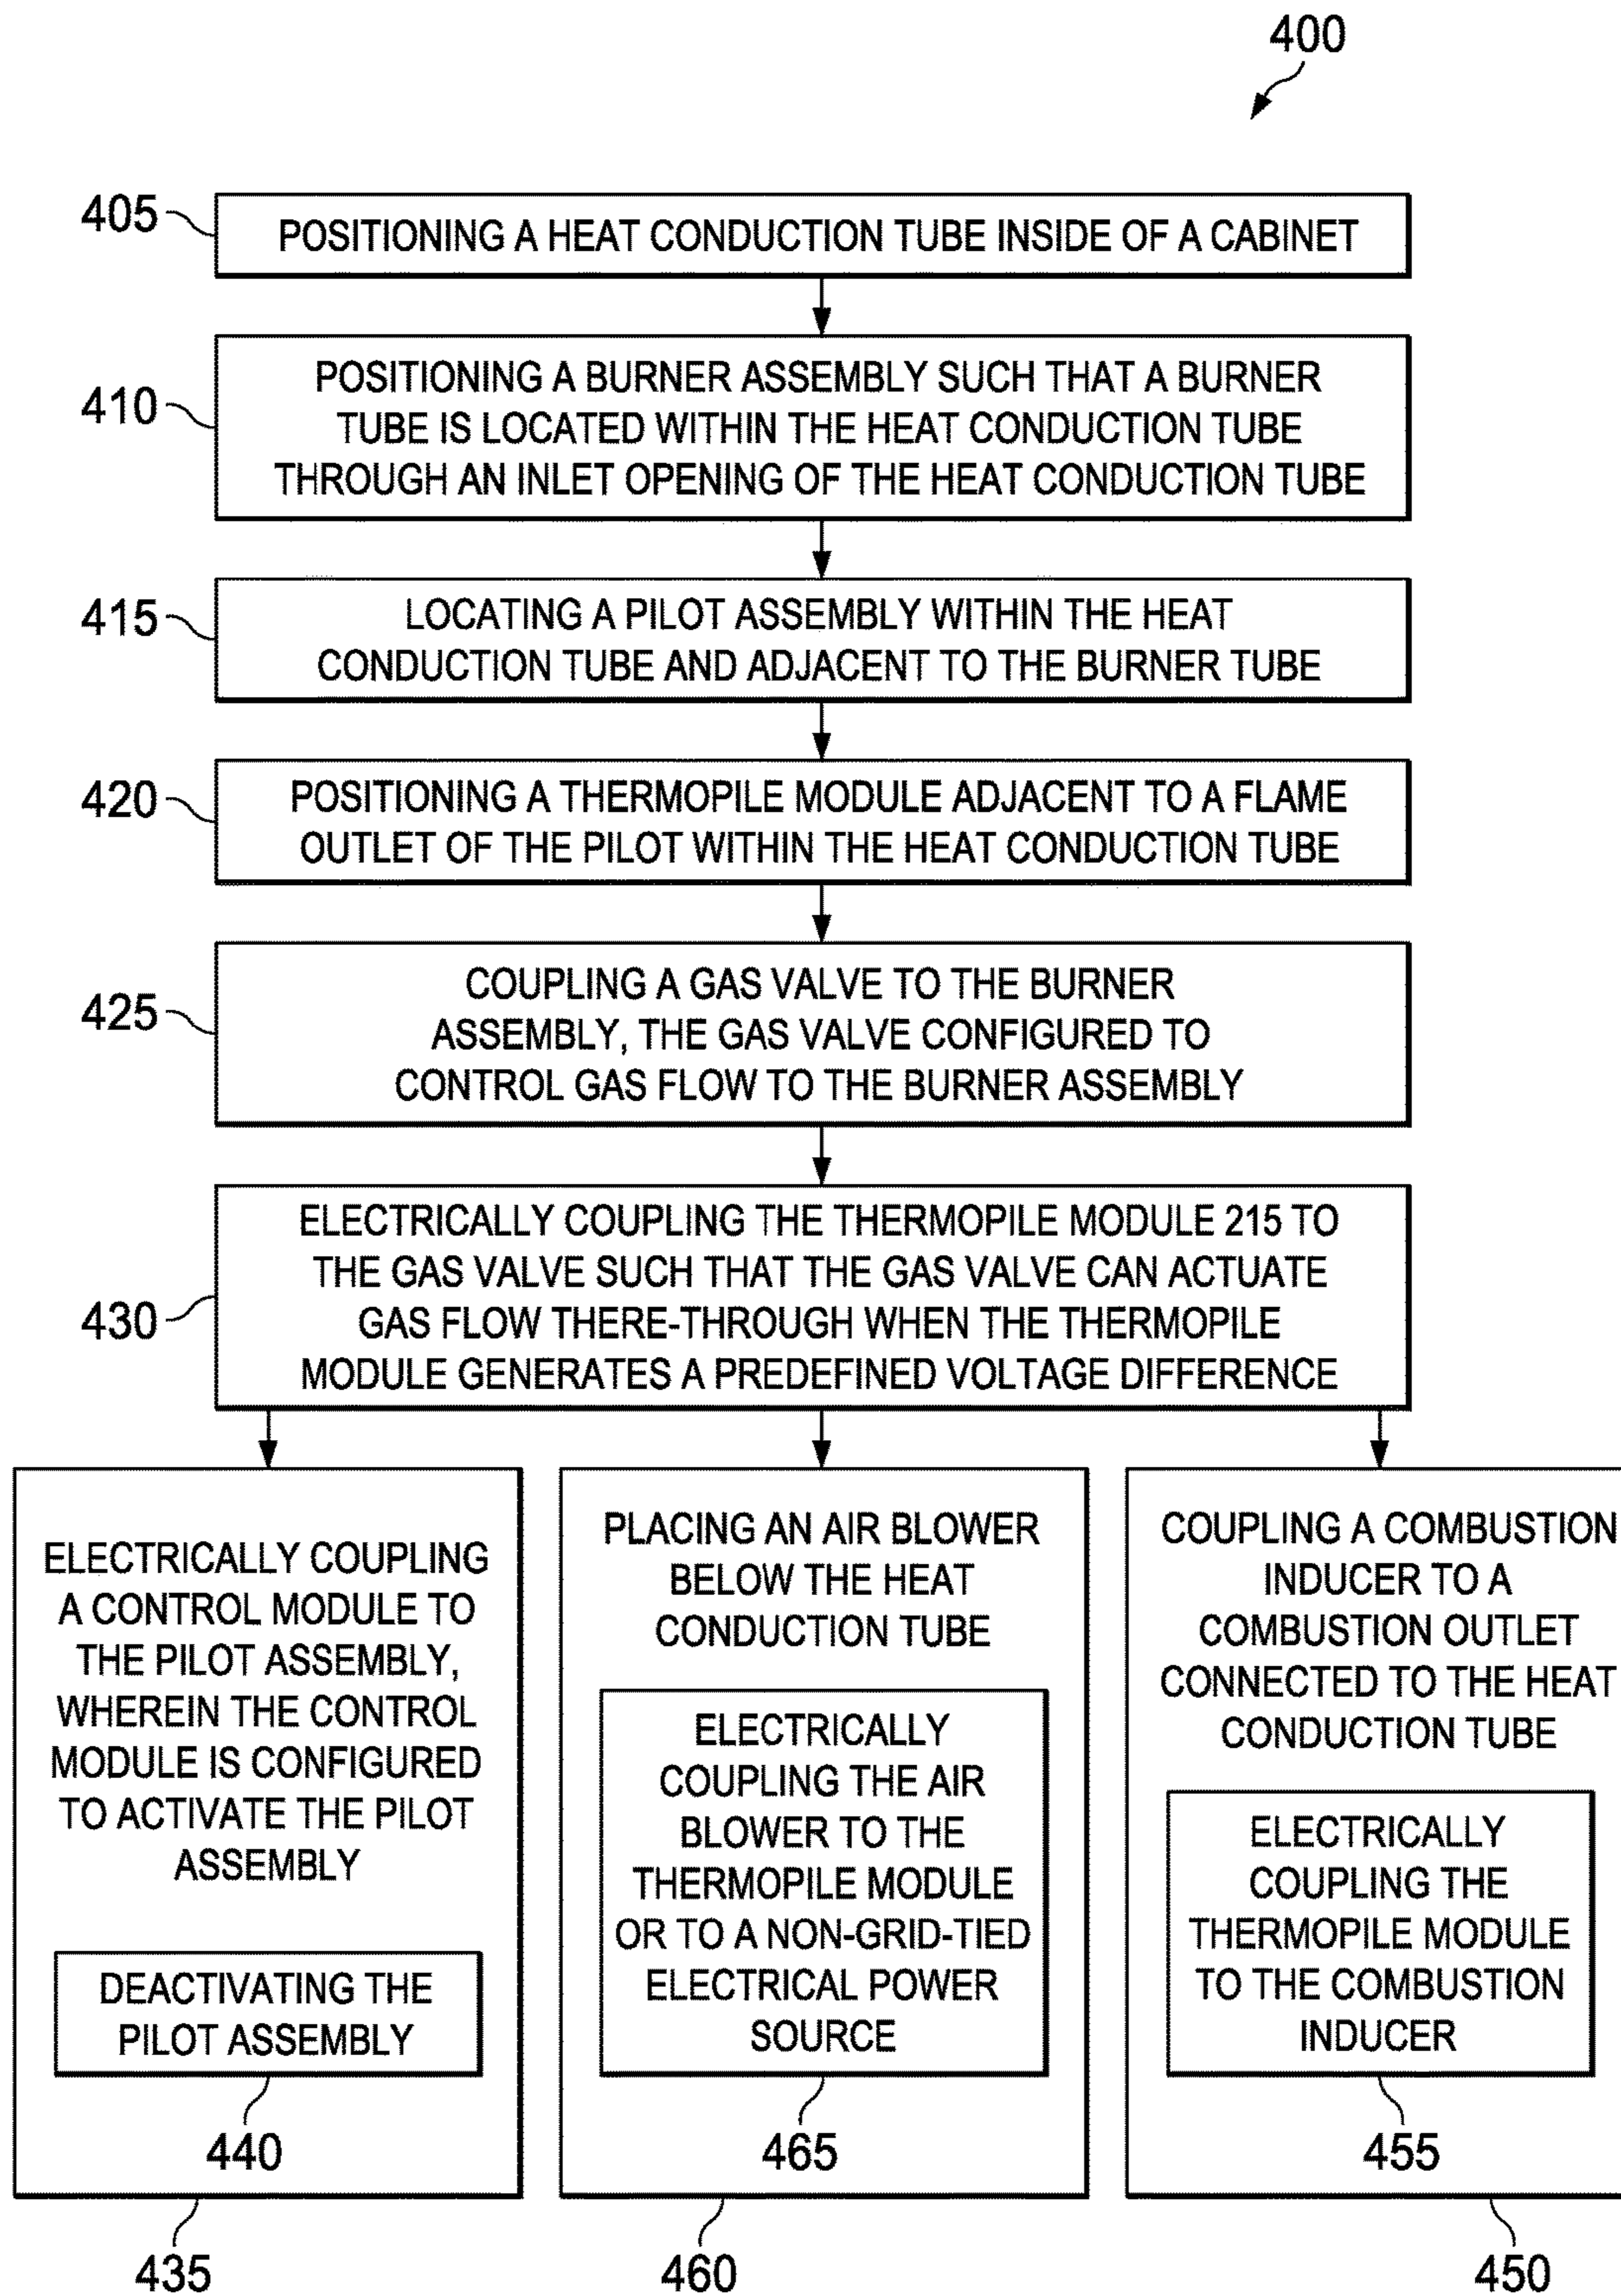 400
405
POSITIONING A HEAT CONDUCTION TUBE INSIDE OF A CABINET
410
POSITIONING A BURNER ASSEMBLY SUCH THAT A BURNER
TUBE IS LOCATED WITHIN THE HEAT CONDUCTION TUBE
THROUGH AN INLET OPENING OF THE HEAT CONDUCTION TUBE
415
LOCATING A PILOT ASSEMBLY WITHIN THE HEAT
CONDUCTION TUBE AND ADJACENT TO THE BURNER TUBE
420
POSITIONING A THERMOPILE MODULE ADJACENT TO A FLAME
OUTLET OF THE PILOT WITHIN THE HEAT CONDUCTION TUBE
425
COUPLING A GAS VALVE TO THE BURNER
ASSEMBLY, THE GAS VALVE CONFIGURED TO
CONTROL GAS FLOW TO THE BURNER ASSEMBLY
430
ELECTRICALLY COUPLING THE THERMOPILE MODULE 215 TO
THE GAS VALVE SUCH THAT THE GAS VALVE CAN ACTUATE
GAS FLOW THERE-THROUGH WHEN THE THERMOPILE
MODULE GENERATES A PREDEFINED VOLTAGE DIFFERENCE
ELECTRICALLY COUPLING
A CONTROL MODULE TO
THE PILOT ASSEMBLY,
WHEREIN THE CONTROL
MODULE IS CONFIGURED
TO ACTIVATE THE PILOT
ASSEMBLY
DEACTIVATING THE
PILOT ASSEMBLY
440
435
PLACING AN AIR BLOWER
BELOW THE HEAT
CONDUCTION TUBE
ELECTRICALLY
COUPLING THE AIR
BLOWER TO THE
THERMOPILE MODULE
OR TO A NON-GRID-TIED
ELECTRICAL POWER
SOURCE
465
460
COUPLING A COMBUSTION
INDUCER TO A
COMBUSTION OUTLET
CONNECTED TO THE HEAT
CONDUCTION TUBE
ELECTRICALLY
COUPLING THE
THERMOPILE MODULE
TO THE COMBUSTION
INDUCER
455
450